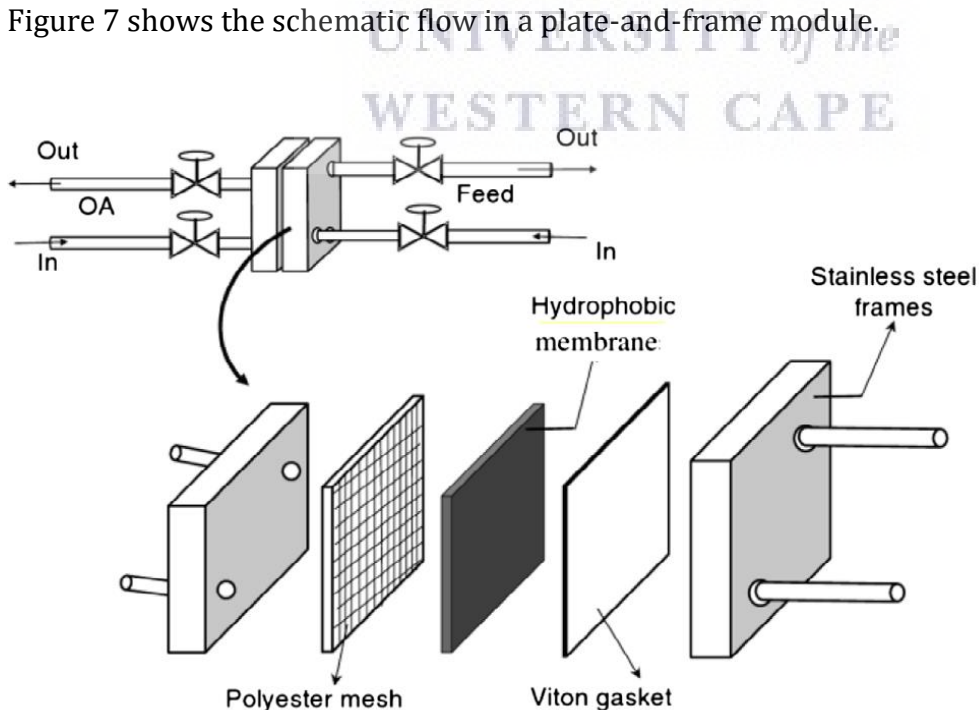 Figure 7 shows the schematic flow in a plate-and-frame module.
UNIVERSITY of the
WESTERN CAPE
Out
Out
OA
Feed
In
In
Stainless steel
frames
Hydrophobic
membrane
Polyester mesh
Viton gasket